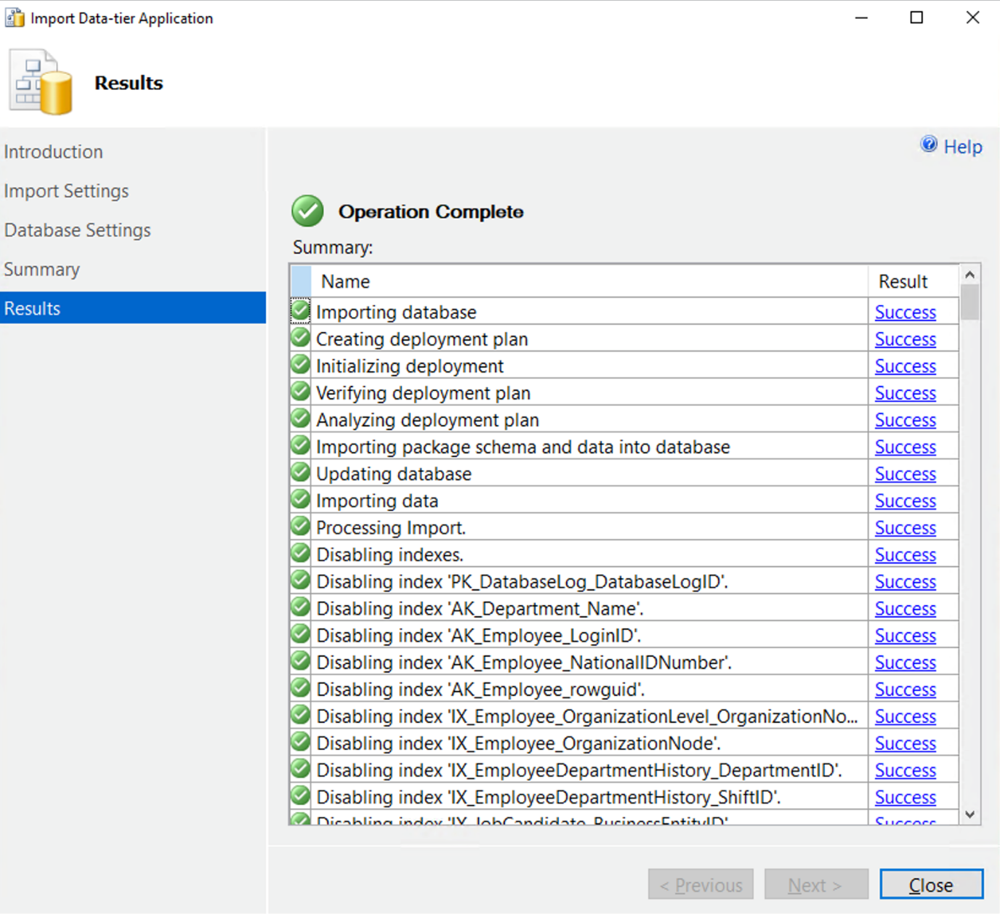 Import Data-tier Application
Results
Introduction
Import Settings
Database Settings
Summary
Results
Help
Operation Complete
Summary:
Name Result
Importing database Success
Creating deployment plan Success
Initializing deployment Success
Verifying deployment plan Success
Analyzing deployment plan Success
Importing package schema and data into database Success
Updating database Success
Importing data Success
Processing Import. Success
Disabling indexes. Success
Disabling index 'PK_DatabaseLog_DatabaseLogID'. Success
Disabling index 'AK_Department_Name'. Success
Disabling index 'AK_Employee_LoginID'. Success
Disabling index 'AK_Employee_NationalIDNumber'. Success
Disabling index 'AK_Employee_rowguid'. Success
Disabling index 'IX_Employee_OrganizationLevel_OrganizationNo... Success
Disabling index 'IX_Employee_OrganizationNode'. Success
Disabling index 'IX_EmployeeDepartmentHistory_DepartmentID'. Success
Disabling index 'IX_EmployeeDepartmentHistory_ShiftID'. Success
Disabling index 'IX_JobCandidate_BusinessEntityID' Success
< Previous Next > Close